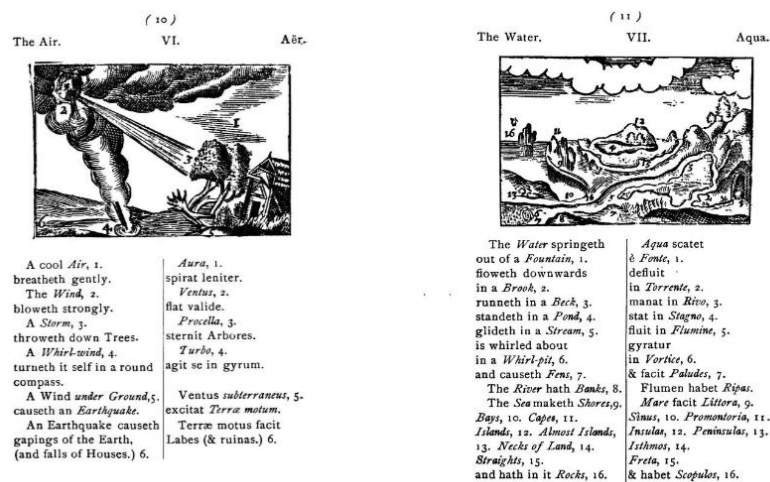 ( 10 )
The Air. VI. Aër.
1
2
3
4
A cool Air, 1.
breatheth gently.
The Wind, 2.
bloweth strongly.
A Storm, 3.
throweth down Trees.
A Whirl-wind, 4.
turneth it self in a round
compass.
A Wind under Ground,5.
causeth an Earthquake.
An Earthquake causeth
gapings of the Earth,
(and falls of Houses.) 6.
Aura, 1.
spirat leniter.
Ventus, 2.
flat valide.
Procella, 3.
sternit Arbores.
Turbo, 4.
agit se in gyrum.
Ventus subterraneus, 5.
excitat Terræ motum.
Terræ motus facit
Labes (& ruinas.) 6.
( 11 )
The Water. VII. Aqua.
16
11
12
13
The Water springeth
out of a Fountain, 1.
floweth downwards
in a Brook, 2.
runneth in a Beck, 3.
standeth in a Pond, 4.
glideth in a Stream, 5.
is whirled about
in a Whirl-pit, 6.
and causeth Fens, 7.
The River hath Banks, 8.
The Sea maketh Shores,9.
Bays, 10. Capes, 11.
Islands, 12. Almost Islands,
13. Necks of Land, 14.
Straights, 15.
and hath in it Rocks, 16.
Aqua scatet
è Fonte, 1.
defluit
in Torrente, 2.
manat in Rivo, 3.
stat in Stagno, 4.
fluit in Flumine, 5.
gyratur
in Vortice, 6.
& facit Paludes, 7.
Flumen habet Ripas.
Mare facit Littora, 9.
Sinus, 10. Promontoria, 11.
Insulas, 12. Peninsulas, 13.
Isthmos, 14.
Freta, 15.
& habet Scopulos, 16.